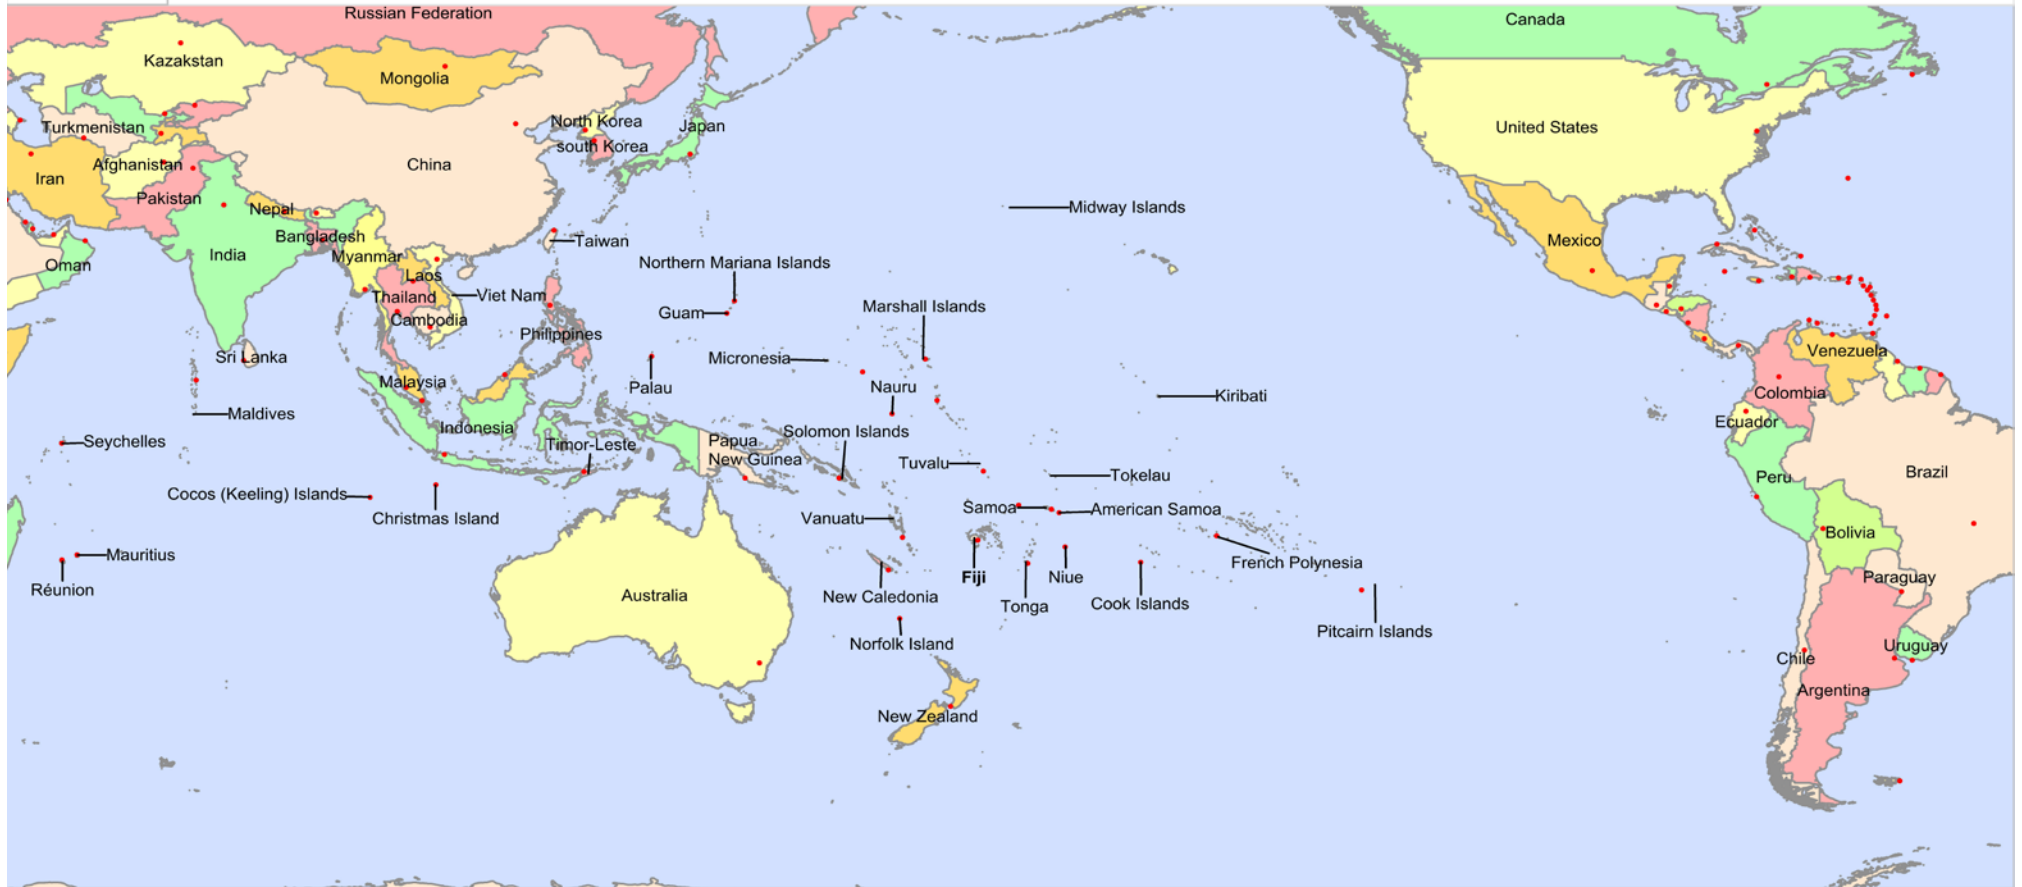 Russian Federation
Canada
Kazakstan
Mongolia
Turkmenistan
North Korea
Japan
United States
south Korea
Afghanistan
China
Iran
Pakistan
Nepal
Midway Islands
Bangladesh
Taiwan
Mexico
India
Myanmar
Oman
Northern Mariana Islands
Laos
Thailand
Viet Nam
Marshall Islands
Guam
Cambodia
Philippines
Sri Lanka
Micronesia
Venezuela
Malaysia
Palau
Nauru
Kiribati
Colombia
Maldives
Ecuador
Indonesia
Solomon Islands
Seychelles
Timor-Leste
Papua
New Guinea
Tuvalu
Tokelau
Brazil
Peru
Cocos (Keeling) Islands
Christmas Island
Samoa
American Samoa
Vanuatu
Bolivia
Mauritius
French Polynesia
Fiji
Niue
Paraguay
Réunion
Australia
New Caledonia
Tonga
Cook Islands
Pitcairn Islands
Norfolk Island
Uruguay
Chile
Argentina
New Zealand